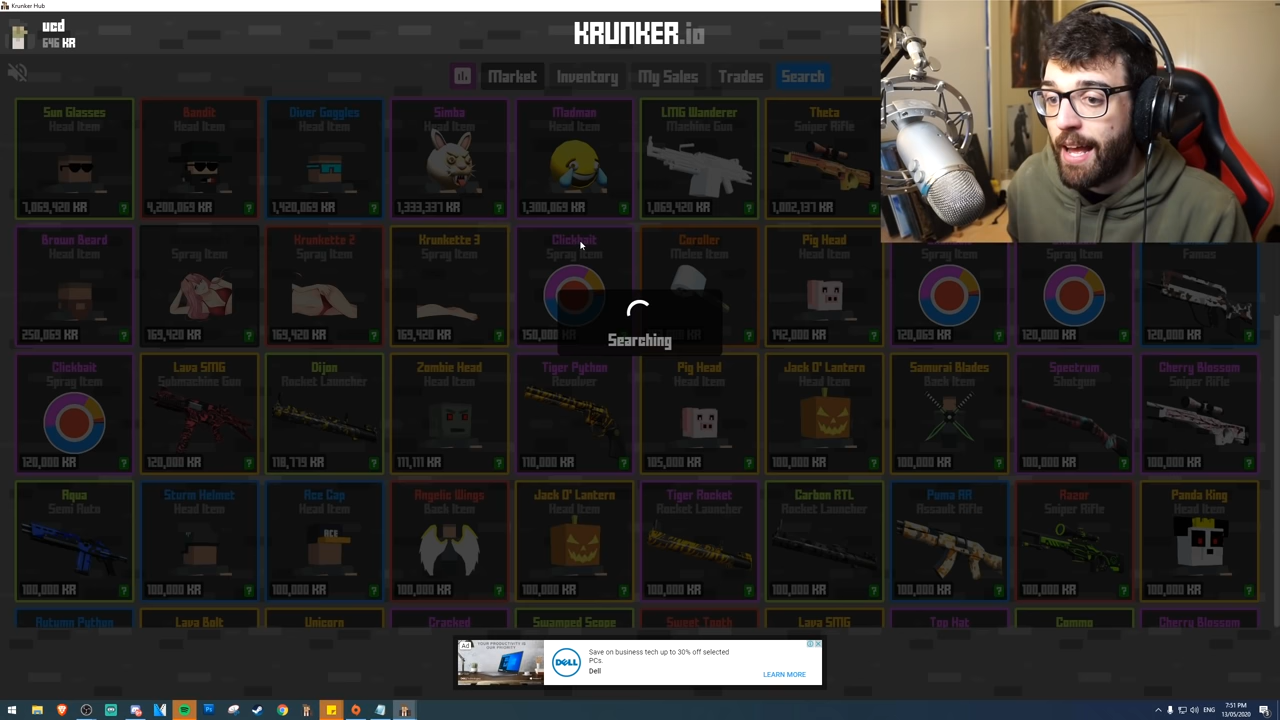 Krunker Hub
ucd
646 KR
KRUNKER.io
Market
Inventory
My Sales
Trades
Search
Sun Glasses
Head Item
7,069,420 KR
Bandit
Head Item
4,200,069 KR
Diver Goggles
Head Item
1,420,069 KR
Simba
Head Item
1,333,337 KR
Madman
Head Item
1,300,069 KR
LMG Wanderer
Machine Gun
1,069,420 KR
Theta
Sniper Rifle
1,002,137 KR
Brown Beard
Head Item
250,069 KR
Spray Item
169,420 KR
Krunkette 2
Spray Item
169,420 KR
Krunkette 3
Spray Item
169,420 KR
Clickbait
Spray Item
Coroller
Melee Item
Pig Head
Head Item
142,000 KR
Spray Item
120,069 KR
Spray Item
120,000 KR
Famas
120,000 KR
Searching
Clickbait
Spray Item
120,000 KR
Lava SMG
Submachine Gun
120,000 KR
Dijon
Rocket Launcher
118,779 KR
Zombie Head
Head Item
111,111 KR
Tiger Python
Revolver
110,000 KR
Pig Head
Head Item
105,000 KR
Jack O' Lantern
Head Item
100,000 KR
Samurai Blades
Back Item
100,000 KR
Spectrum
Shotgun
100,000 KR
Cherry Blossom
Sniper Rifle
100,000 KR
Aqua
Semi Auto
100,000 KR
Sturm Helmet
Head Item
100,000 KR
Ace Cap
Head Item
ACE
100,000 KR
Angelic Wings
Back Item
100,000 KR
Jack O' Lantern
Head Item
100,000 KR
Tiger Rocket
Rocket Launcher
100,000 KR
Carbon RTL
Rocket Launcher
100,000 KR
Puma AR
Assault Rifle
100,000 KR
Razor
Sniper Rifle
100,000 KR
Panda King
Head Item
100,000 KR
Autumn Python
Lava Bolt
Unicorn
Cracked
Swamped Scope
Sweet Tooth
Lava SMG
Toy Hat
Commo
Cherry Blossom
Ad
YOUR PRODUCTIVITY IS
OUR PRIORITY
DELL
Save on business tech up to 30% off selected
PCs.
Dell
LEARN MORE
ENG
7:51 PM
13/05/2020